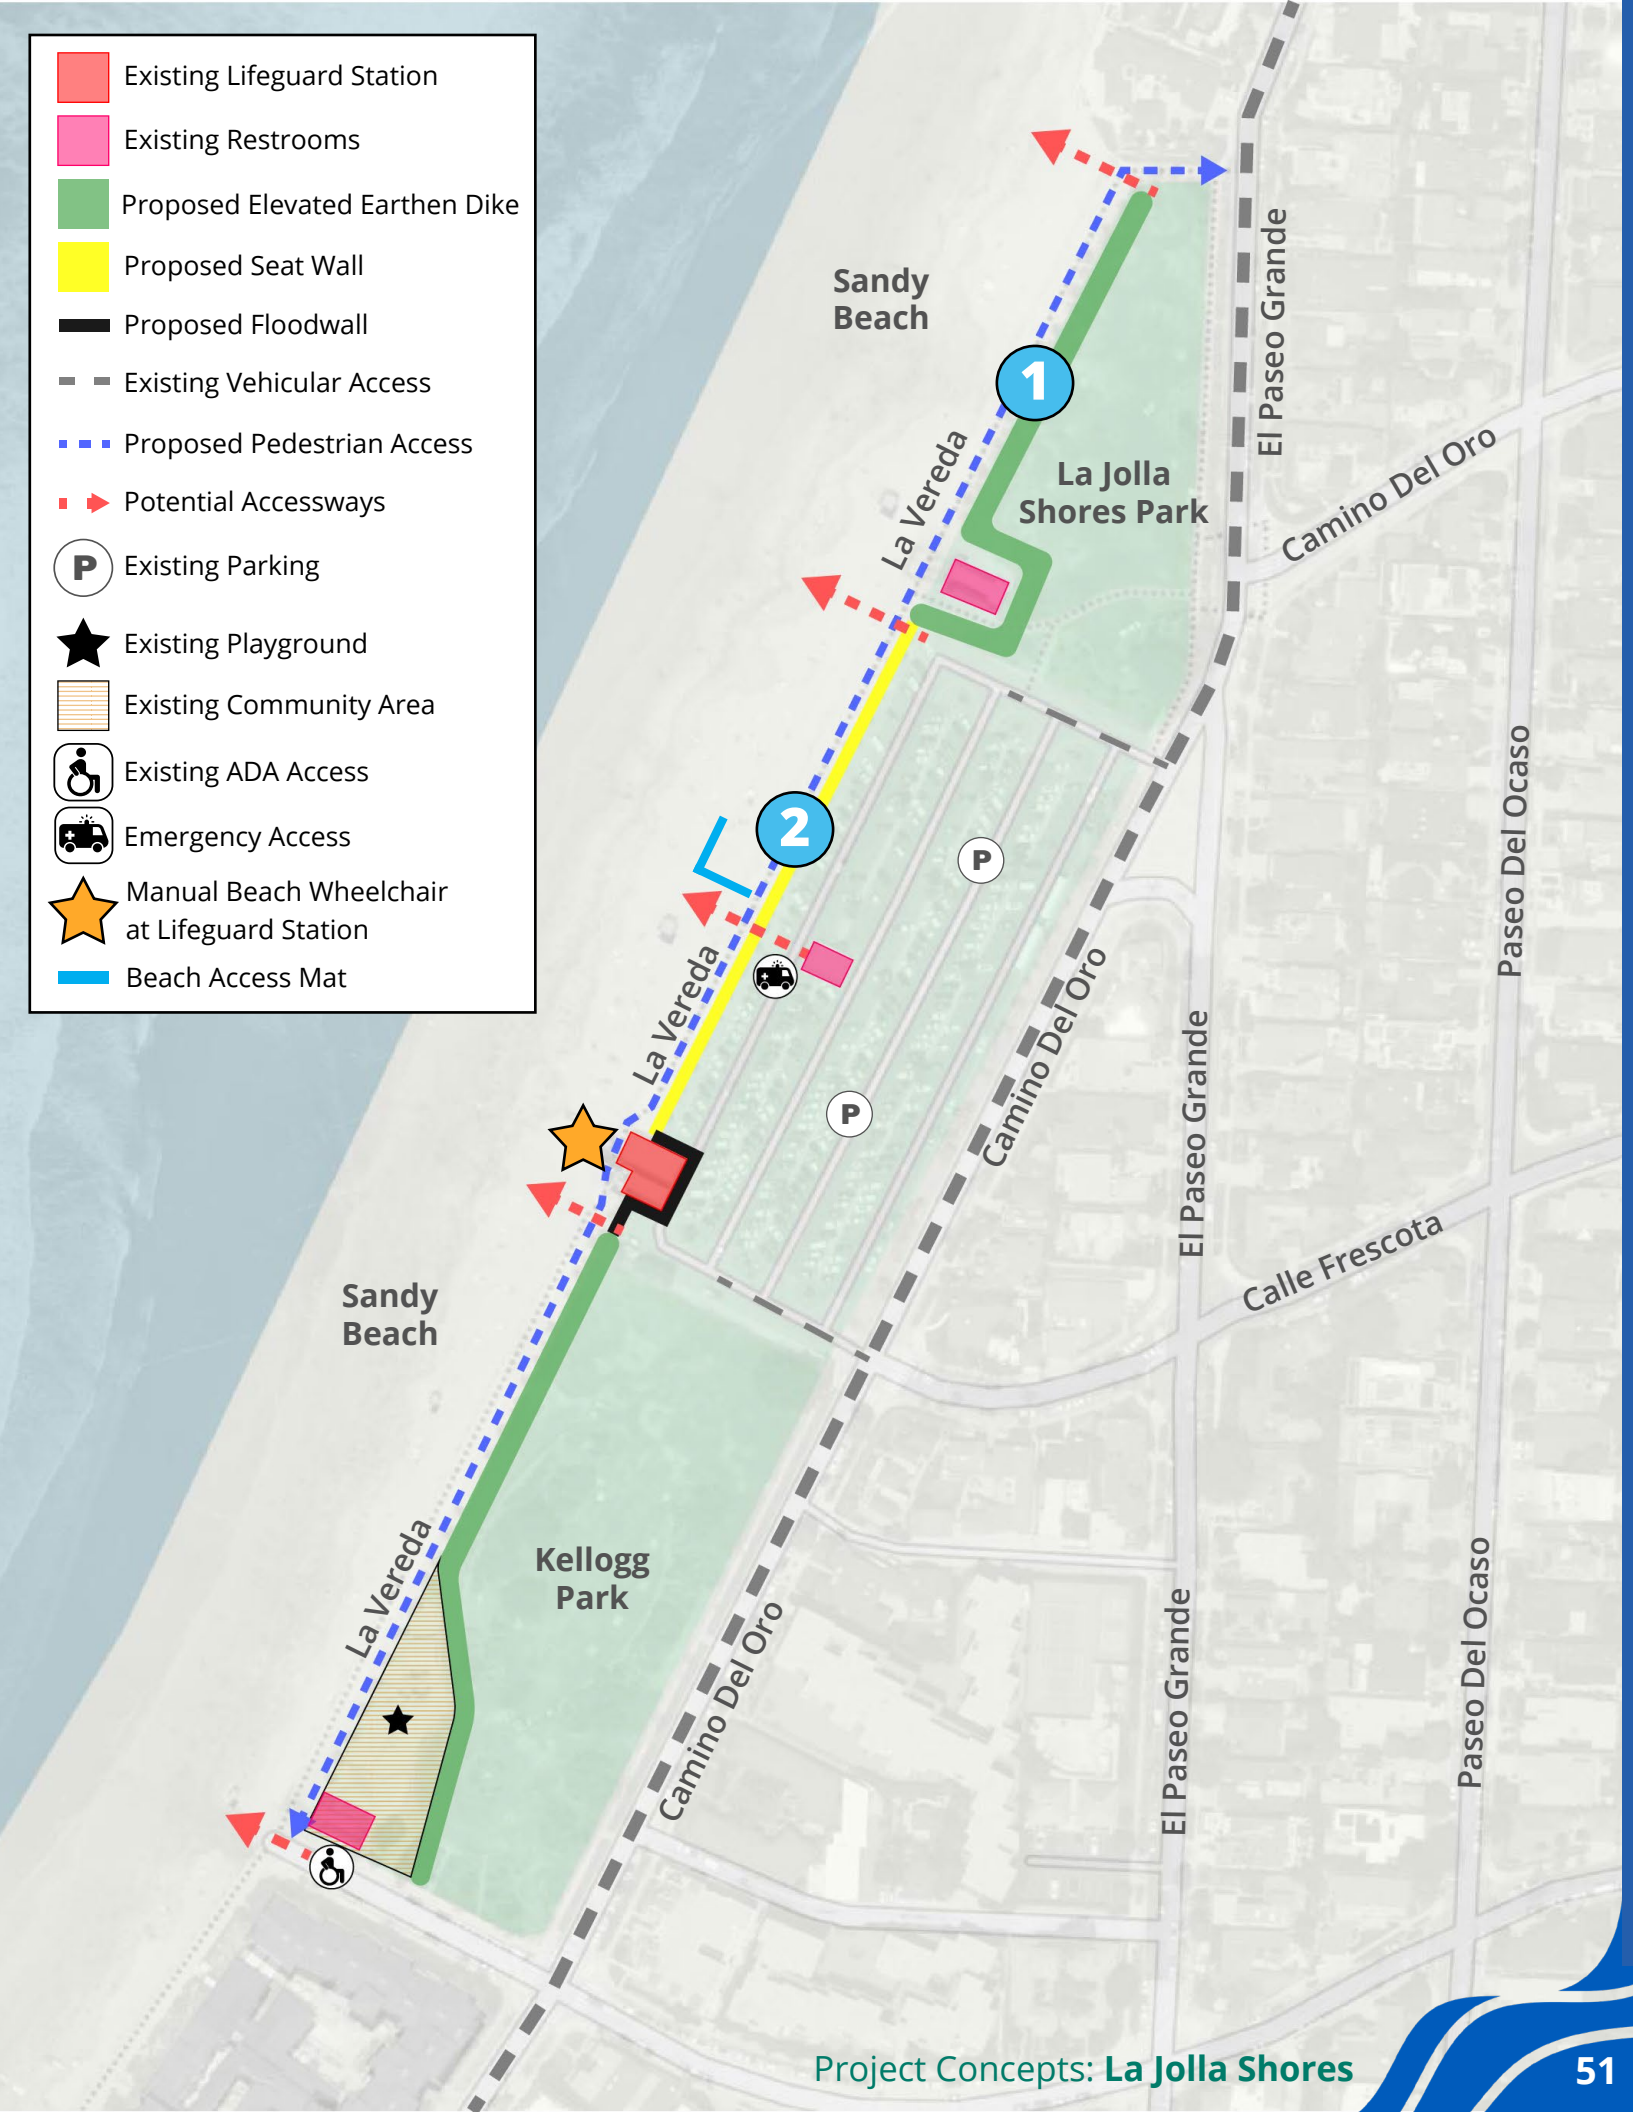 Existing Lifeguard Station
Existing Restrooms
Proposed Elevated Earthen Dike
Proposed Seat Wall
Proposed Floodwall
Existing Vehicular Access
Proposed Pedestrian Access
Potential Accessways
P Existing Parking
Existing Playground
Existing Community Area
Existing ADA Access
Emergency Access
Manual Beach Wheelchair
at Lifeguard Station
Beach Access Mat
Sandy
Beach
El Paseo Grande
1
La Vereda
La Jolla
Shores Park
Camino Del Oro
2
P
Paseo Del Ocaso
La Vereda
Camino Del Oro
P
El Paseo Grande
Calle Frescota
Sandy
Beach
La Vereda
Kellogg
Park
Camino Del Oro
El Paseo Grande
Paseo Del Ocaso
Project Concepts: La Jolla Shores
51